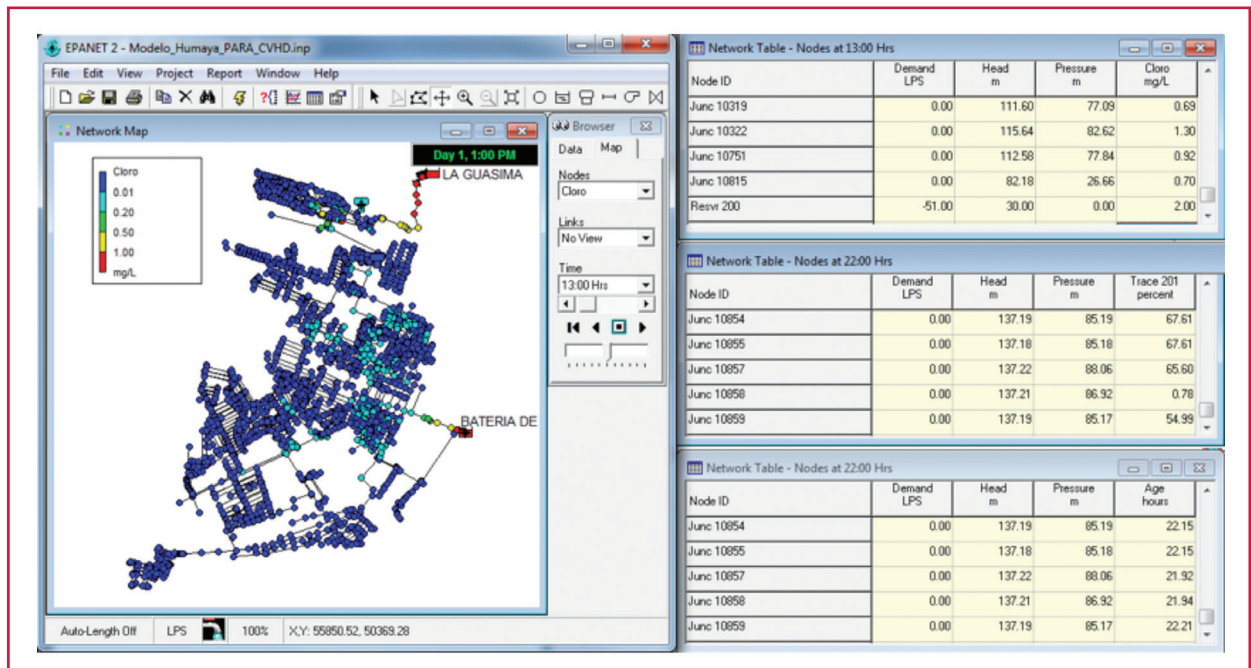 EPANET 2 - Modelo_Humaya_PARA_CVHD.inp
File Edit View Project Report Window Help
Network Map
Day 1, 1:00 PM
LA GUASIMA
Cloro
0.01
0.20
0.50
1.00
mg/L
BATERIA DE
Browser
Data Map
Nodes
Cloro
Links
No View
Time
13:00 Hrs
Auto-Length Off LPS 100% X,Y: 55850.52, 50369.28
Network Table - Nodes at 13:00 Hrs
Node ID Demand LPS Head m Pressure m Cloro mg/L
Junc 10319 0.00 111.60 77.09 0.69
Junc 10322 0.00 115.64 82.62 1.30
Junc 10751 0.00 112.58 77.84 0.92
Junc 10815 0.00 82.18 26.66 0.70
Resvr 200 -51.00 30.00 0.00 2.00
Network Table - Nodes at 22:00 Hrs
Node ID Demand LPS Head m Pressure m Trace 201 percent
Junc 10854 0.00 137.19 85.19 67.61
Junc 10855 0.00 137.18 85.18 67.61
Junc 10857 0.00 137.22 88.06 65.60
Junc 10858 0.00 137.21 86.92 0.78
Junc 10859 0.00 137.19 85.17 54.99
Network Table - Nodes at 22:00 Hrs
Node ID Demand LPS Head m Pressure m Age hours
Junc 10854 0.00 137.19 85.19 22.15
Junc 10855 0.00 137.18 85.18 22.15
Junc 10857 0.00 137.22 88.06 21.92
Junc 10858 0.00 137.21 86.92 21.94
Junc 10859 0.00 137.19 85.17 22.21